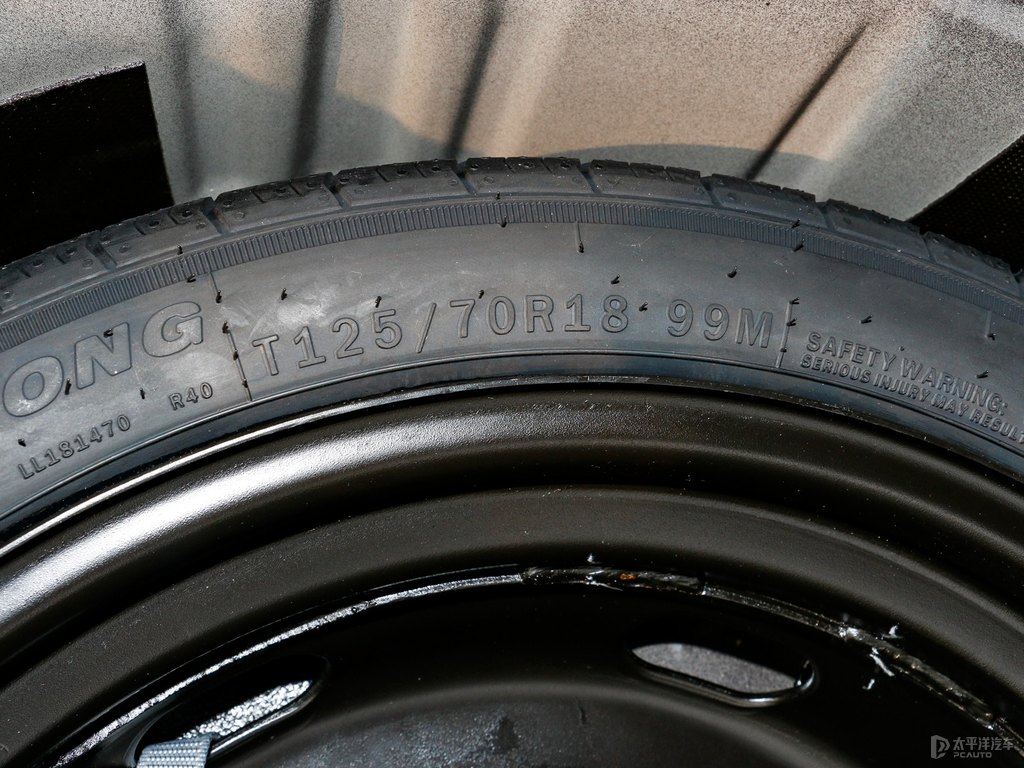 ONG
LL181470 R40
T125/70R18 99M
SAFETY WARNING:
SERIOUS INJURY MAY RESULT
太平洋汽车
PCAUTO